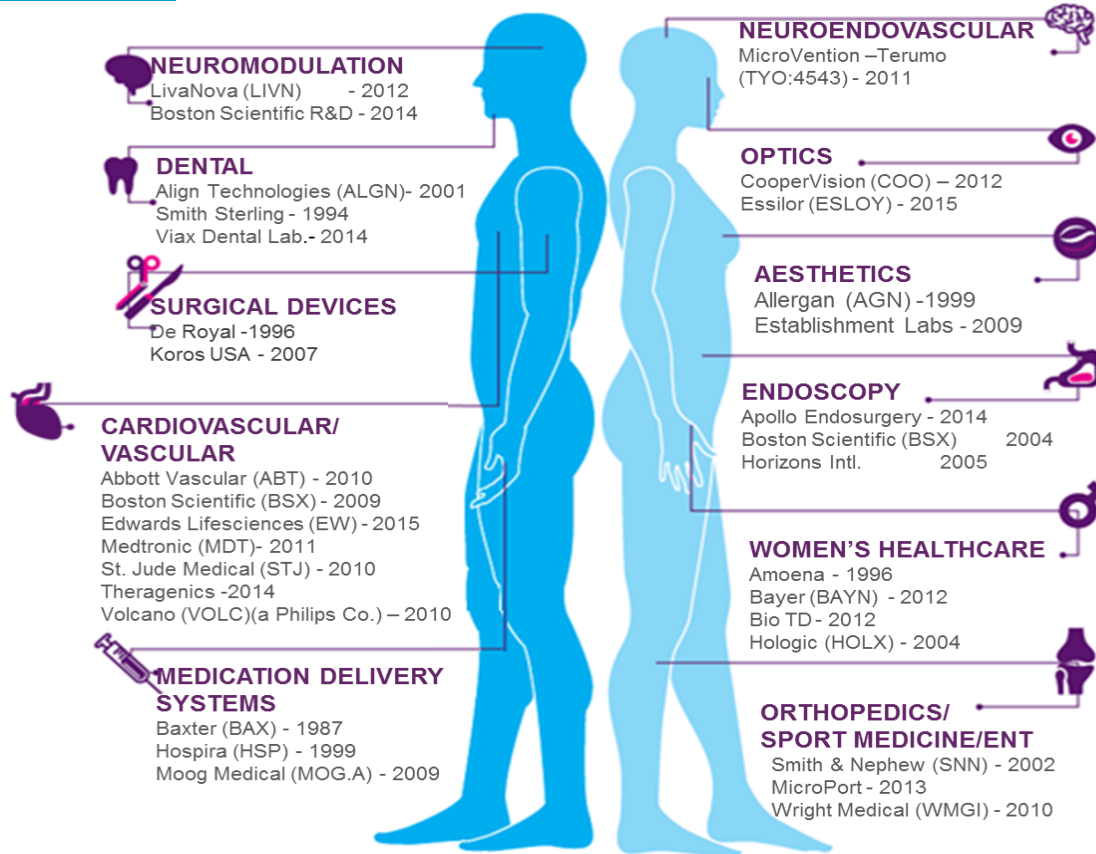 NEUROMODULATION
LivaNova (LIVN) - 2012
Boston Scientific R&D - 2014
DENTAL
Align Technologies (ALGN)- 2001
Smith Sterling - 1994
Viax Dental Lab.- 2014
SURGICAL DEVICES
De Royal -1996
Koros USA - 2007
CARDIOVASCULAR/
VASCULAR
Abbott Vascular (ABT) - 2010
Boston Scientific (BSX) - 2009
Edwards Lifesciences (EW) - 2015
Medtronic (MDT)- 2011
St. Jude Medical (STJ) - 2010
Theragenics -2014
Volcano (VOLC)(a Philips Co.) – 2010
MEDICATION DELIVERY
SYSTEMS
Baxter (BAX) - 1987
Hospira (HSP) - 1999
Moog Medical (MOG.A) - 2009
NEUROENDOVASCULAR
MicroVention –Terumo
(TYO:4543) - 2011
OPTICS
CooperVision (COO) – 2012
Essilor (ESLOY) - 2015
AESTHETICS
Allergan (AGN) -1999
Establishment Labs - 2009
ENDOSCOPY
Apollo Endosurgery - 2014
Boston Scientific (BSX) 2004
Horizons Intl. 2005
WOMEN'S HEALTHCARE
Amoena - 1996
Bayer (BAYN) - 2012
Bio TD - 2012
Hologic (HOLX) - 2004
ORTHOPEDICS/
SPORT MEDICINE/ENT
Smith & Nephew (SNN) - 2002
MicroPort - 2013
Wright Medical (WMGI) - 2010